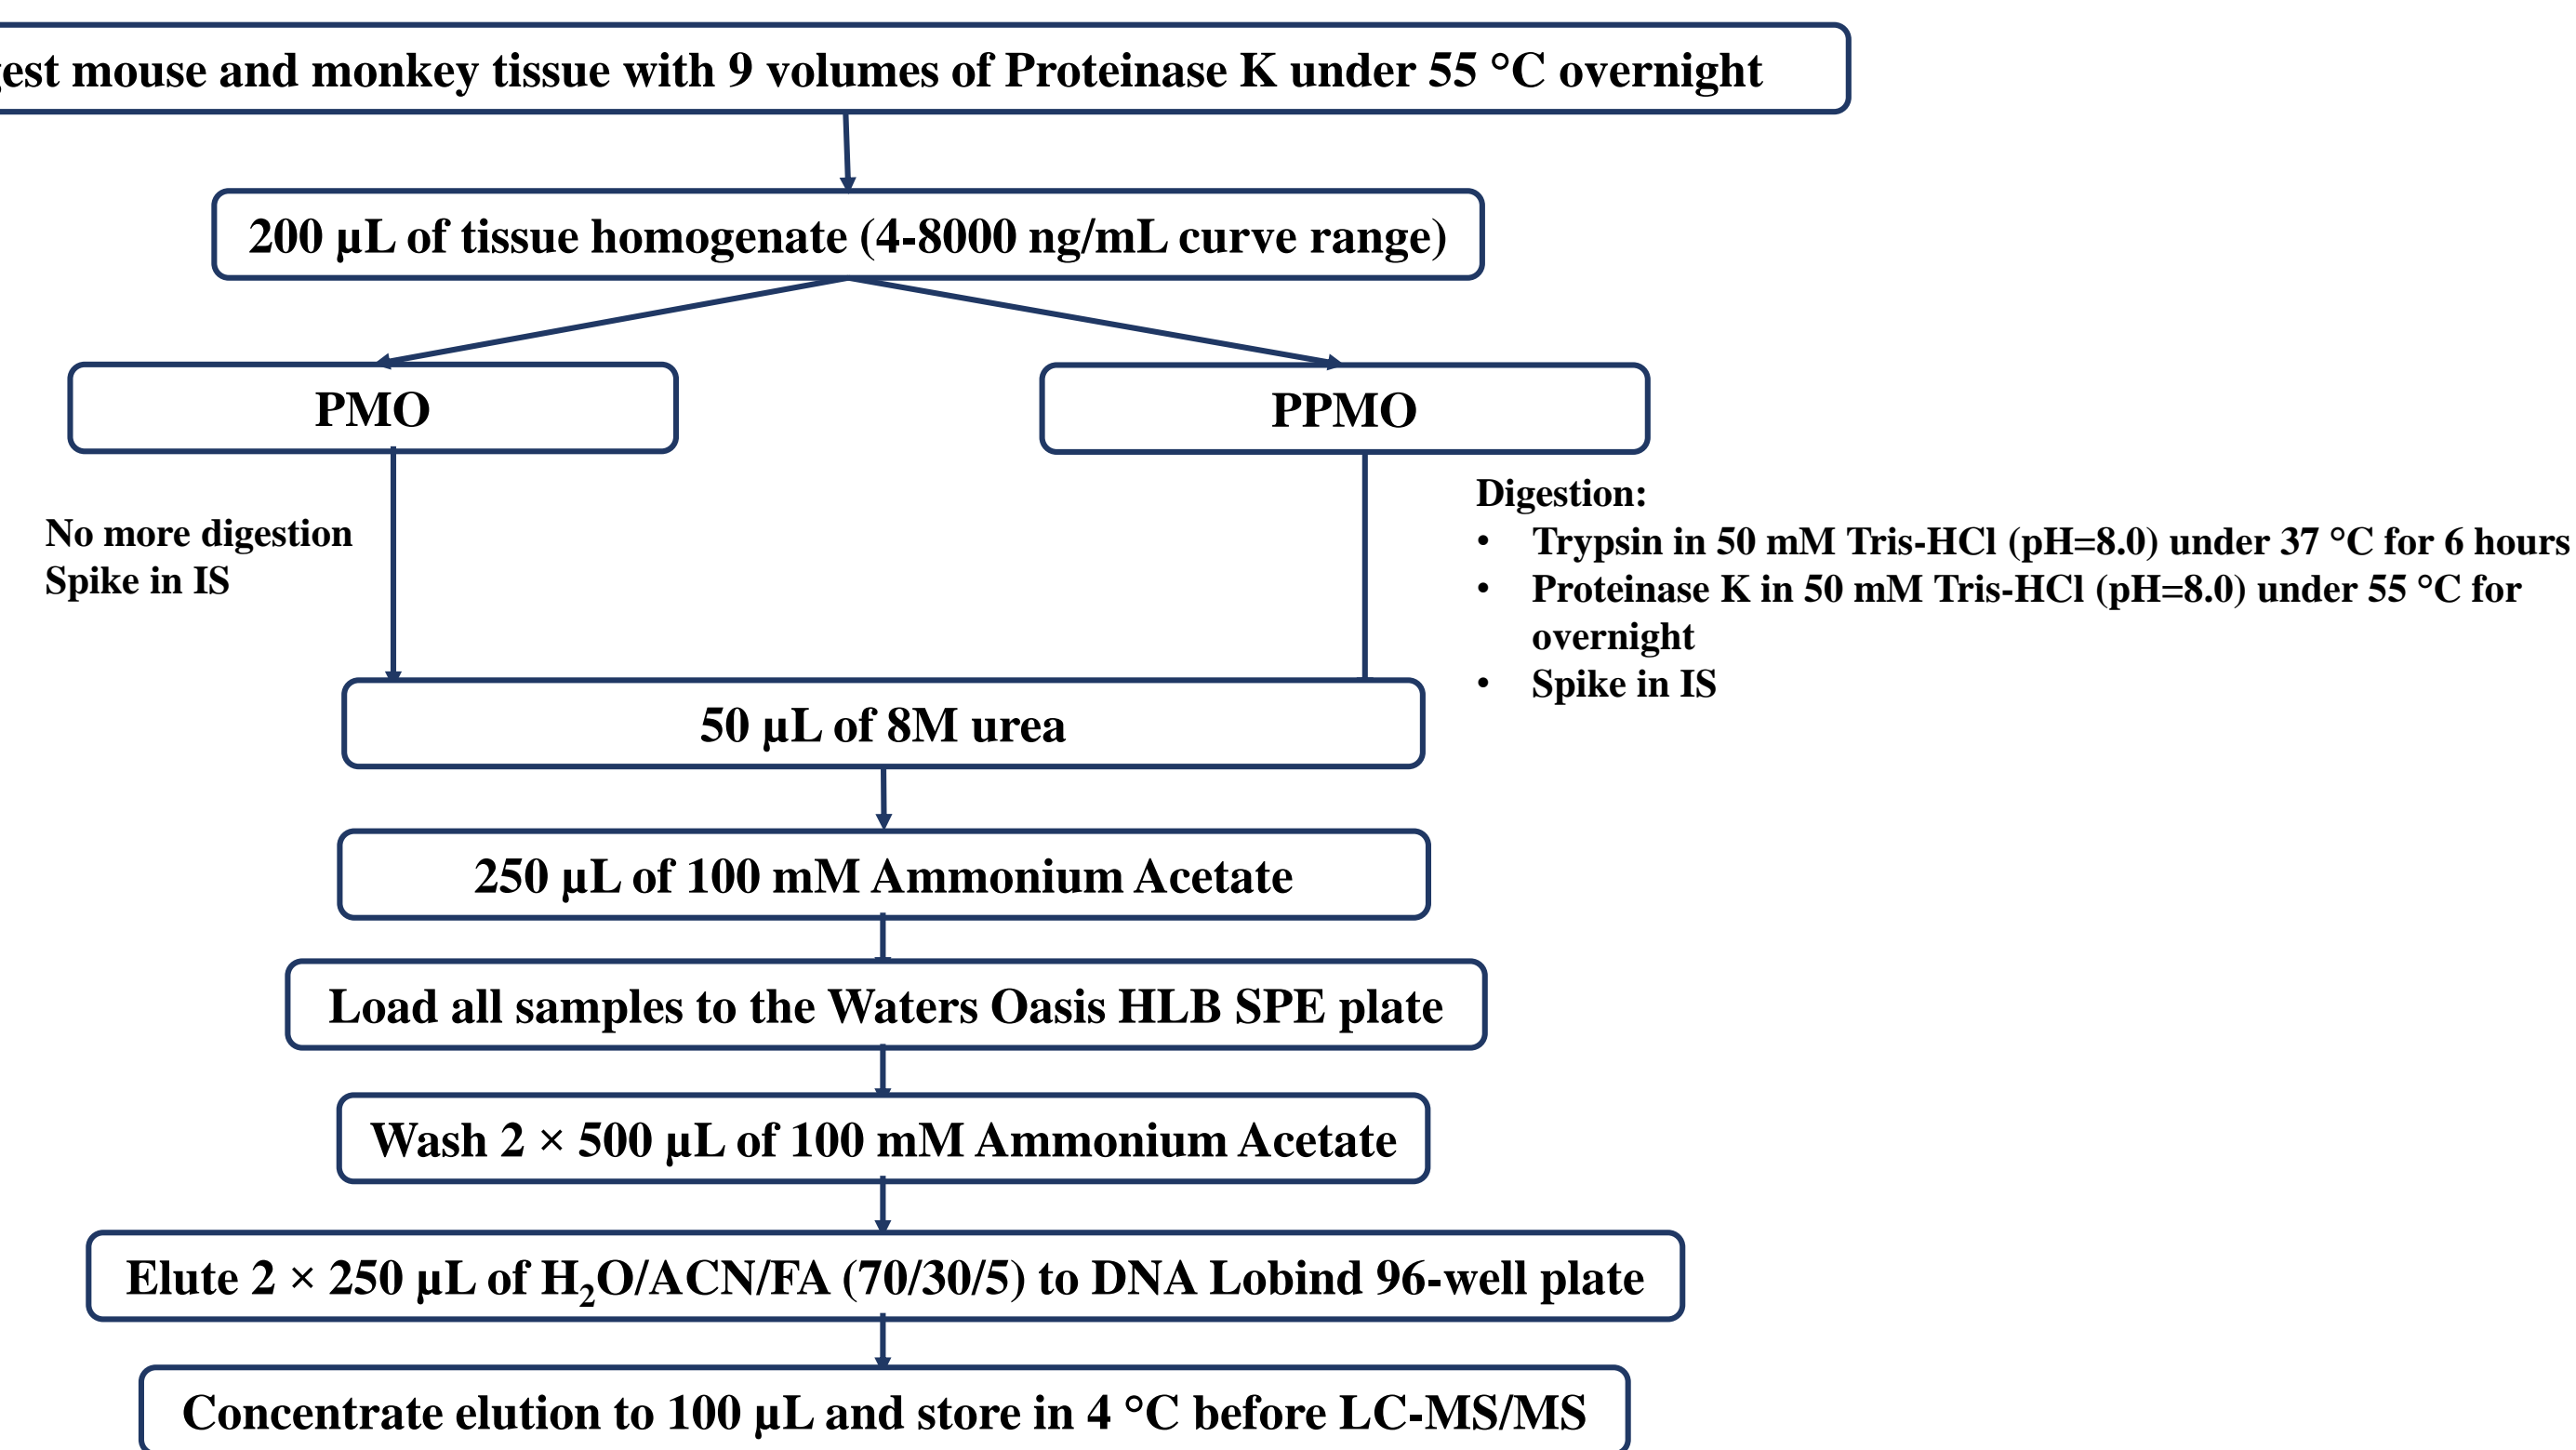 mouse and monkey tissue with 9 volumes of Proteinase K under 55 °C overnight
200 µL of tissue homogenate (4-8000 ng/mL curve range)
PMO
PPMO
No more digestion
Spike in IS
Digestion:
• Trypsin in 50 mM Tris-HCl (pH=8.0) under 37 °C for 6 hours
• Proteinase K in 50 mM Tris-HCl (pH=8.0) under 55 °C for
overnight
• Spike in IS
50 µL of 8M urea
250 µL of 100 mM Ammonium Acetate
Load all samples to the Waters Oasis HLB SPE plate
Wash 2 × 500 µL of 100 mM Ammonium Acetate
Elute 2 × 250 µL of H₂O/ACN/FA (70/30/5) to DNA Lobind 96-well plate
Concentrate elution to 100 µL and store in 4 °C before LC-MS/MS